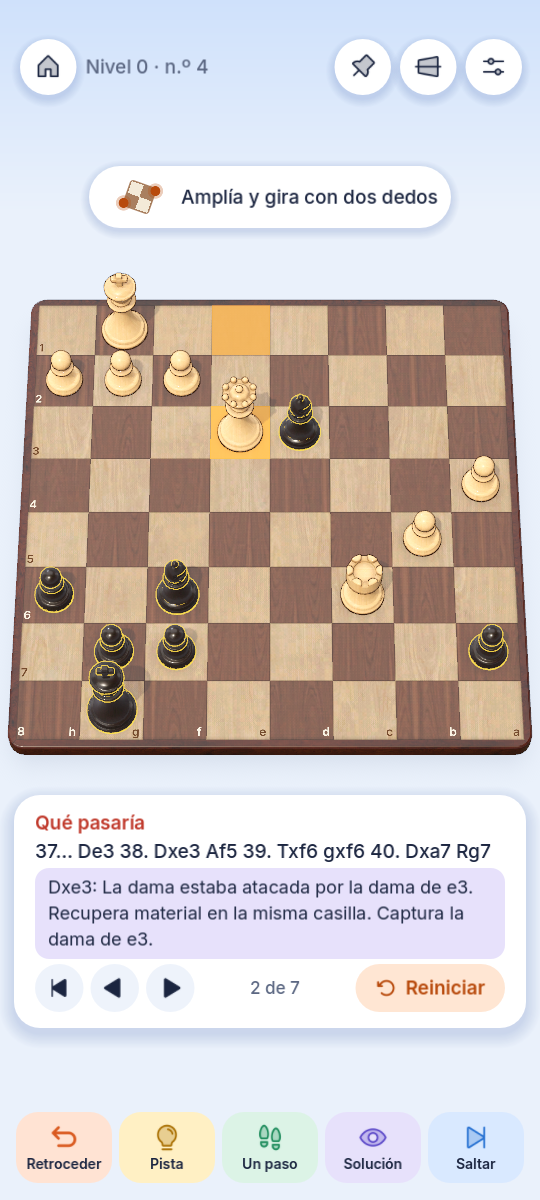 Nivel 0 · n.º 4
Amplía y gira con dos dedos
1
2
3
4
5
6
7
8 h g f e d c b a
Qué pasaría
37... De3 38. Dxe3 Af5 39. Txf6 gxf6 40. Dxa7 Rg7
Dxe3: La dama estaba atacada por la dama de e3.
Recupera material en la misma casilla. Captura la
dama de e3.
2 de 7
Reiniciar
Retroceder
Pista
Un paso
Solución
Saltar